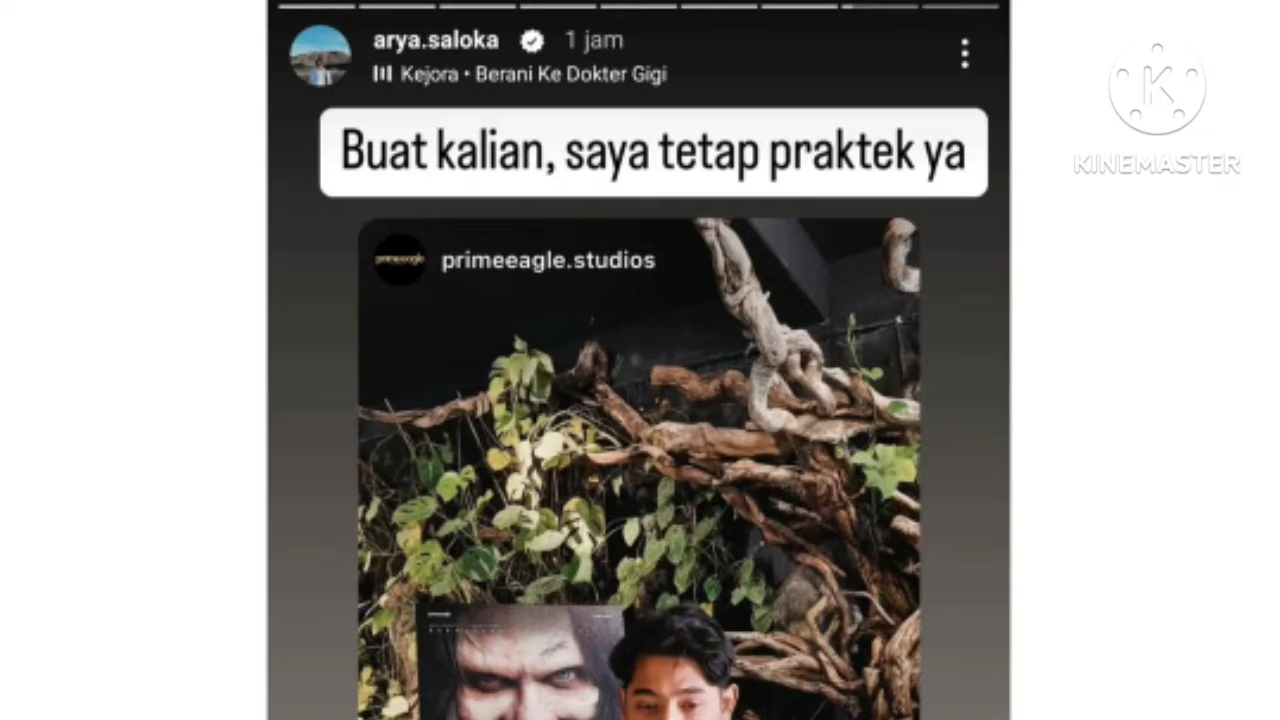 arya.saloka 1 jam
Kejora • Berani Ke Dokter Gigi
Buat kalian, saya tetap praktek ya
primeeagle.studios
K
KINEMASTER